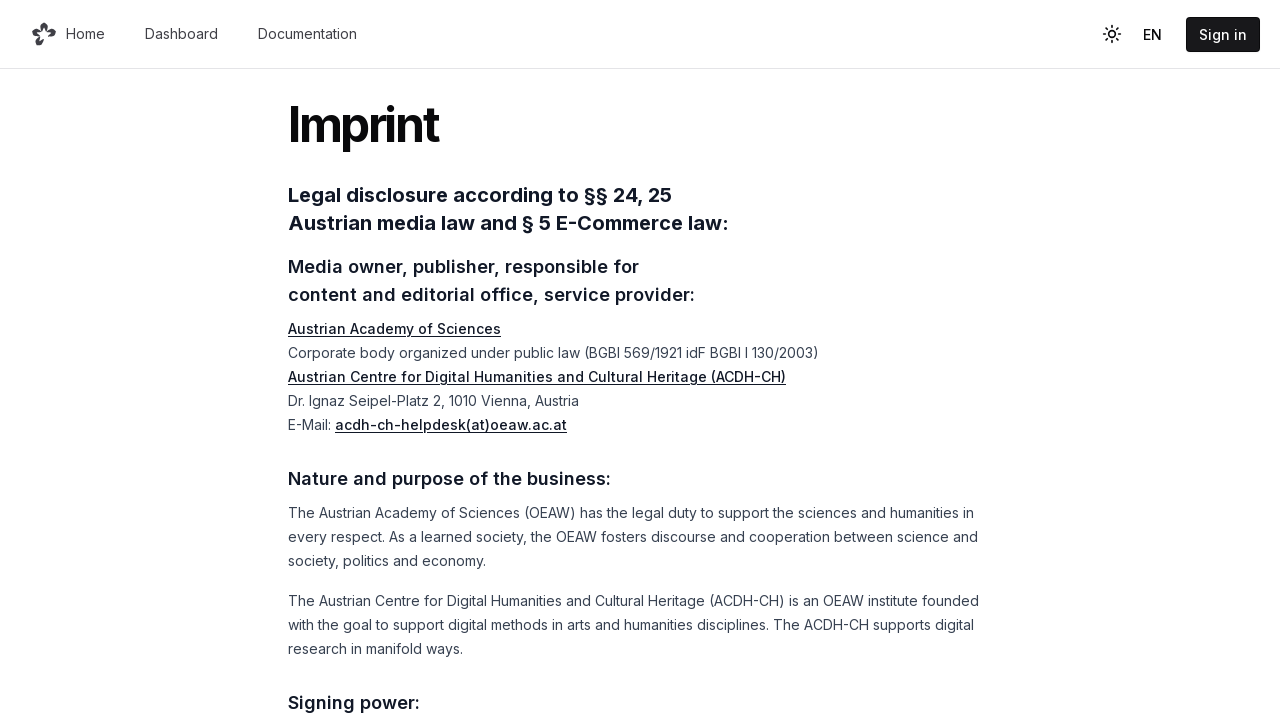 Home Dashboard Documentation EN Sign in
Imprint
Legal disclosure according to §§ 24, 25
Austrian media law and § 5 E-Commerce law:
Media owner, publisher, responsible for
content and editorial office, service provider:
Austrian Academy of Sciences
Corporate body organized under public law (BGBI 569/1921 idF BGBI I 130/2003)
Austrian Centre for Digital Humanities and Cultural Heritage (ACDH-CH)
Dr. Ignaz Seipel-Platz 2, 1010 Vienna, Austria
E-Mail: acdh-ch-helpdesk(at)oeaw.ac.at
Nature and purpose of the business:
The Austrian Academy of Sciences (OEAW) has the legal duty to support the sciences and humanities in
every respect. As a learned society, the OEAW fosters discourse and cooperation between science and
society, politics and economy.
The Austrian Centre for Digital Humanities and Cultural Heritage (ACDH-CH) is an OEAW institute founded
with the goal to support digital methods in arts and humanities disciplines. The ACDH-CH supports digital
research in manifold ways.
Signing power: